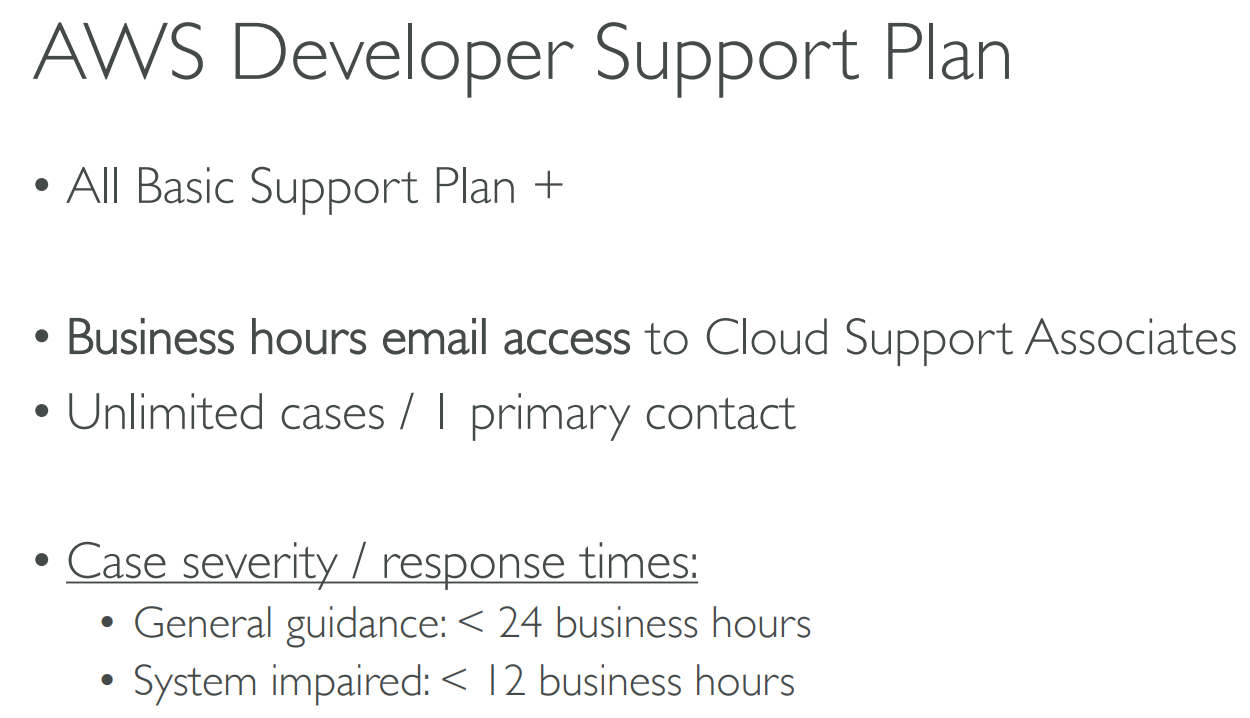 AWS Developer Support Plan
• All Basic Support Plan +
• Business hours email access to Cloud Support Associates
• Unlimited cases / 1 primary contact
• Case severity / response times:
• General guidance: < 24 business hours
• System impaired: < 12 business hours